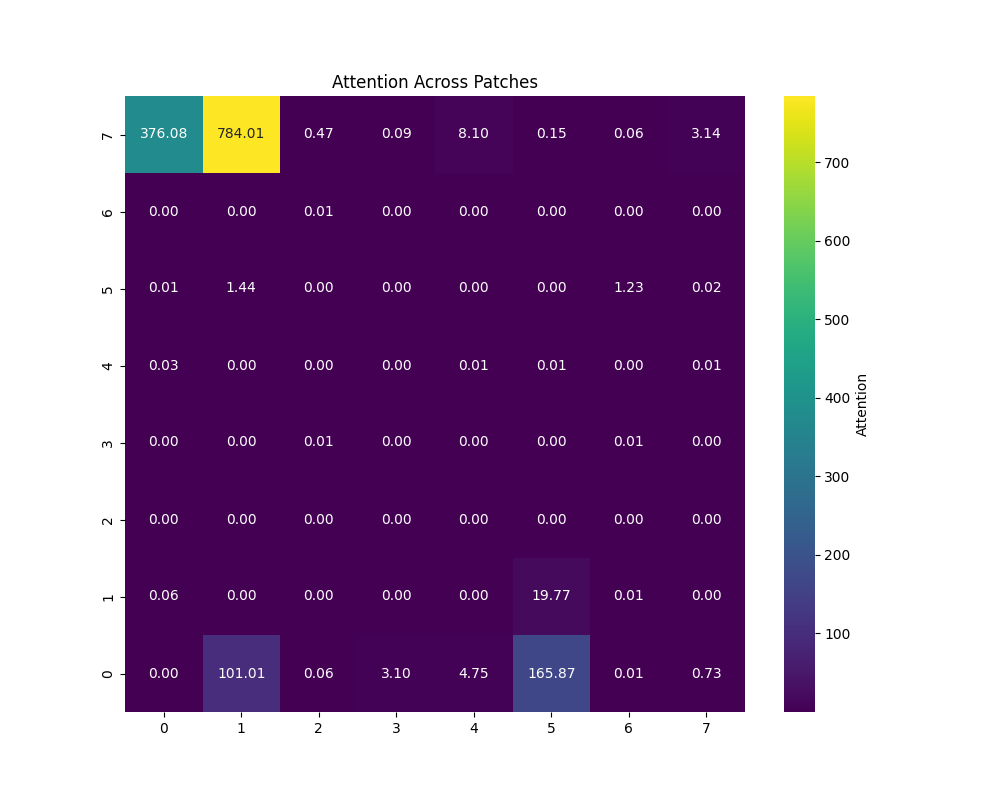 Attention Across Patches
7 376.08 784.01 0.47 0.09 8.10 0.15 0.06 3.14
6 0.00 0.00 0.01 0.00 0.00 0.00 0.00 0.00
5 0.01 1.44 0.00 0.00 0.00 0.00 1.23 0.02
4 0.03 0.00 0.00 0.00 0.01 0.01 0.00 0.01
3 0.00 0.00 0.01 0.00 0.00 0.00 0.01 0.00
2 0.00 0.00 0.00 0.00 0.00 0.00 0.00 0.00
1 0.06 0.00 0.00 0.00 0.00 19.77 0.01 0.00
0 0.00 101.01 0.06 3.10 4.75 165.87 0.01 0.73
0 1 2 3 4 5 6 7
700
600
500
400
300
200
100
Attention